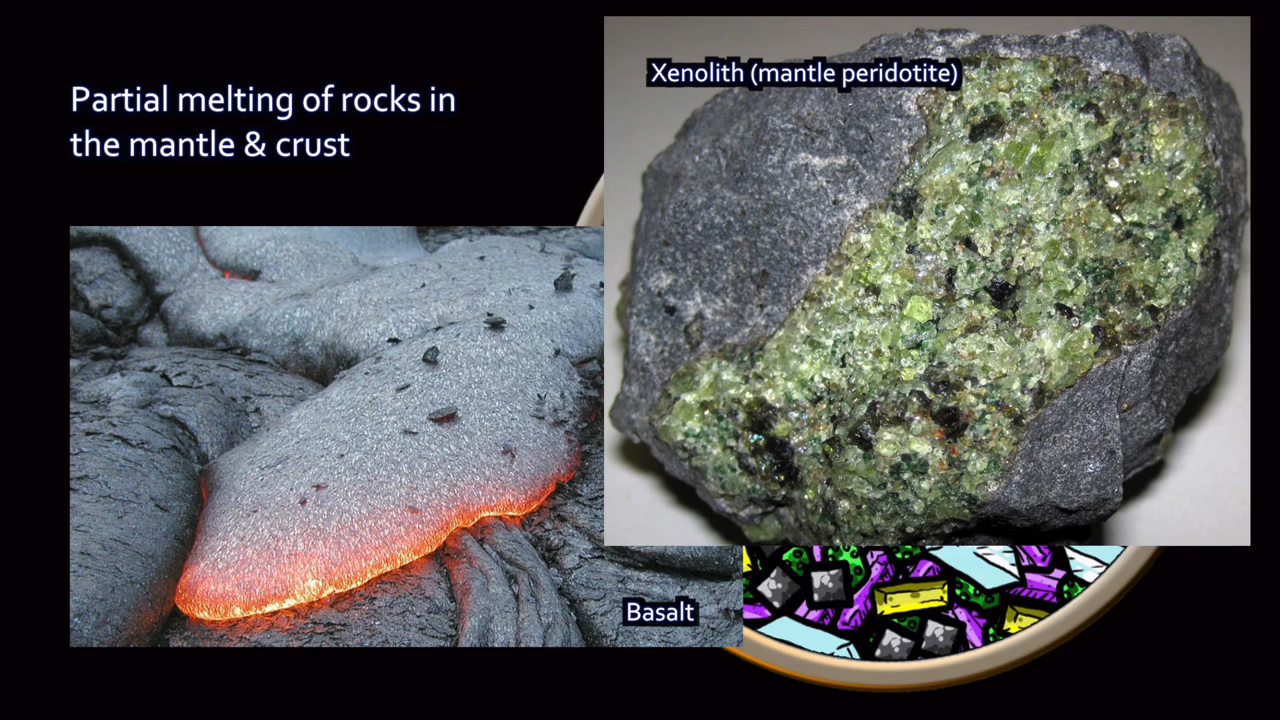 Partial melting of rocks in
the mantle & crust
Xenolith (mantle peridotite)
Basalt